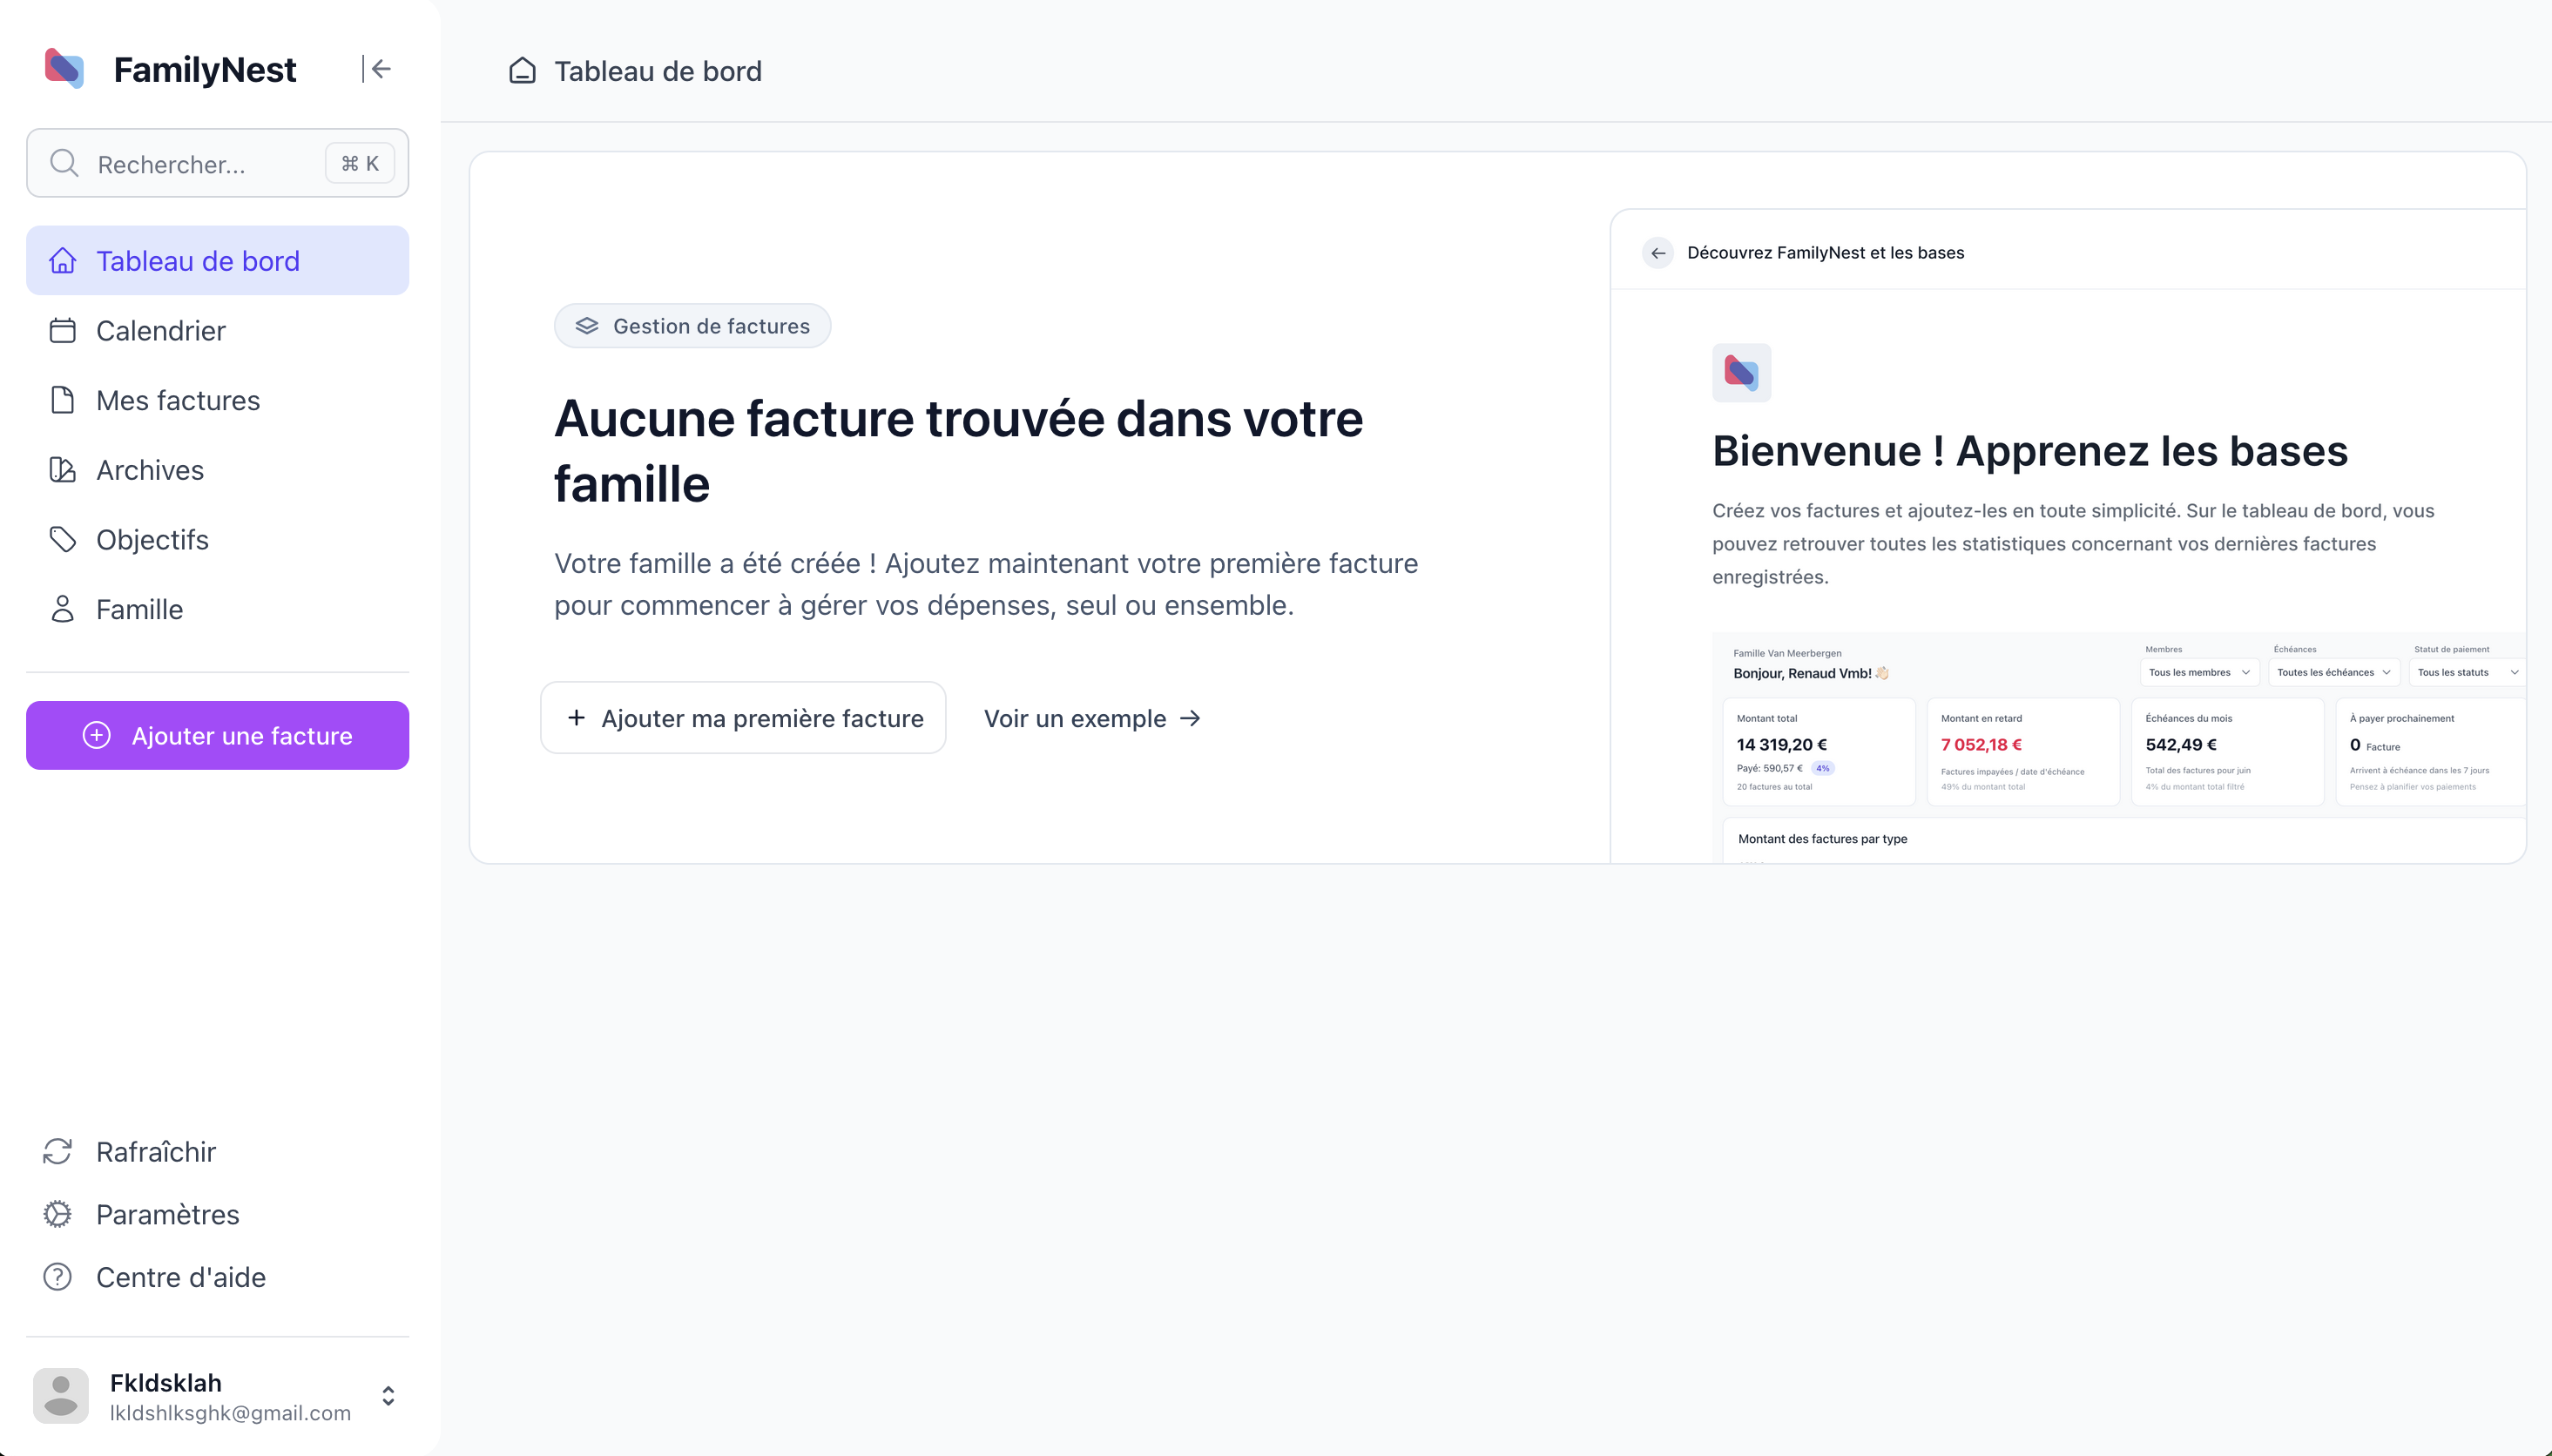 FamilyNest
Rechercher...
⌘ K
Tableau de bord
Calendrier
Mes factures
Archives
Objectifs
Famille
Ajouter une facture
Rafraîchir
Paramètres
Centre d'aide
Fkldsklah
lkldshlksghk@gmail.com
Tableau de bord
Gestion de factures
Aucune facture trouvée dans votre
famille
Votre famille a été créée ! Ajoutez maintenant votre première facture
pour commencer à gérer vos dépenses, seul ou ensemble.
+ Ajouter ma première facture
Voir un exemple →
Découvrez FamilyNest et les bases
Bienvenue ! Apprenez les bases
Créez vos factures et ajoutez-les en toute simplicité. Sur le tableau de bord, vous
pouvez retrouver toutes les statistiques concernant vos dernières factures
enregistrées.
Famille Van Meerbergen
Bonjour, Renaud Vmb! 👋🏻
Membres
Tous les membres
Échéances
Toutes les échéances
Statut de paiement
Tous les statuts
Montant total
14 319,20 €
Payé: 590,57 € 4%
20 factures au total
Montant en retard
7 052,18 €
Factures impayées / date d'échéance
49% du montant total
Échéances du mois
542,49 €
Total des factures pour juin
4% du montant total filtré
À payer prochainement
0 Facture
Arrivent à échéance dans les 7 jours
Pensez à planifier vos paiements
Montant des factures par type